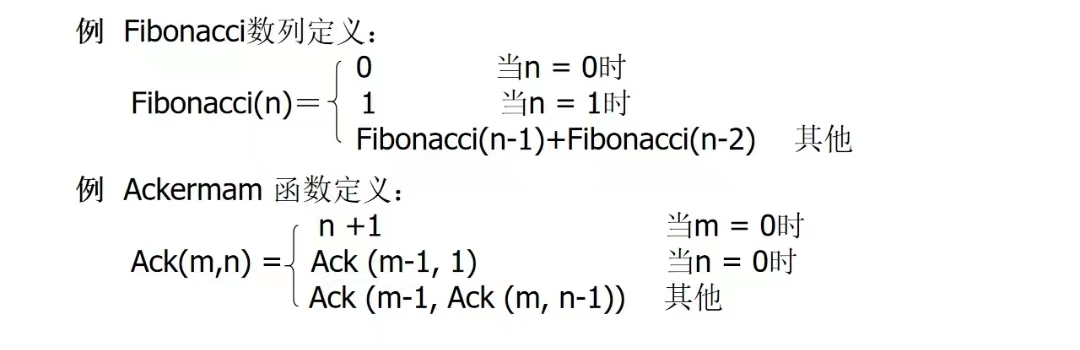 例 Fibonacci数列定义：
0 当n = 0时
Fibonacci(n)= 1 当n = 1时
Fibonacci(n-1)+Fibonacci(n-2) 其他
例 Ackermam 函数定义：
n +1 当m = 0时
Ack(m,n) = Ack (m-1, 1) 当n = 0时
Ack (m-1, Ack (m, n-1)) 其他